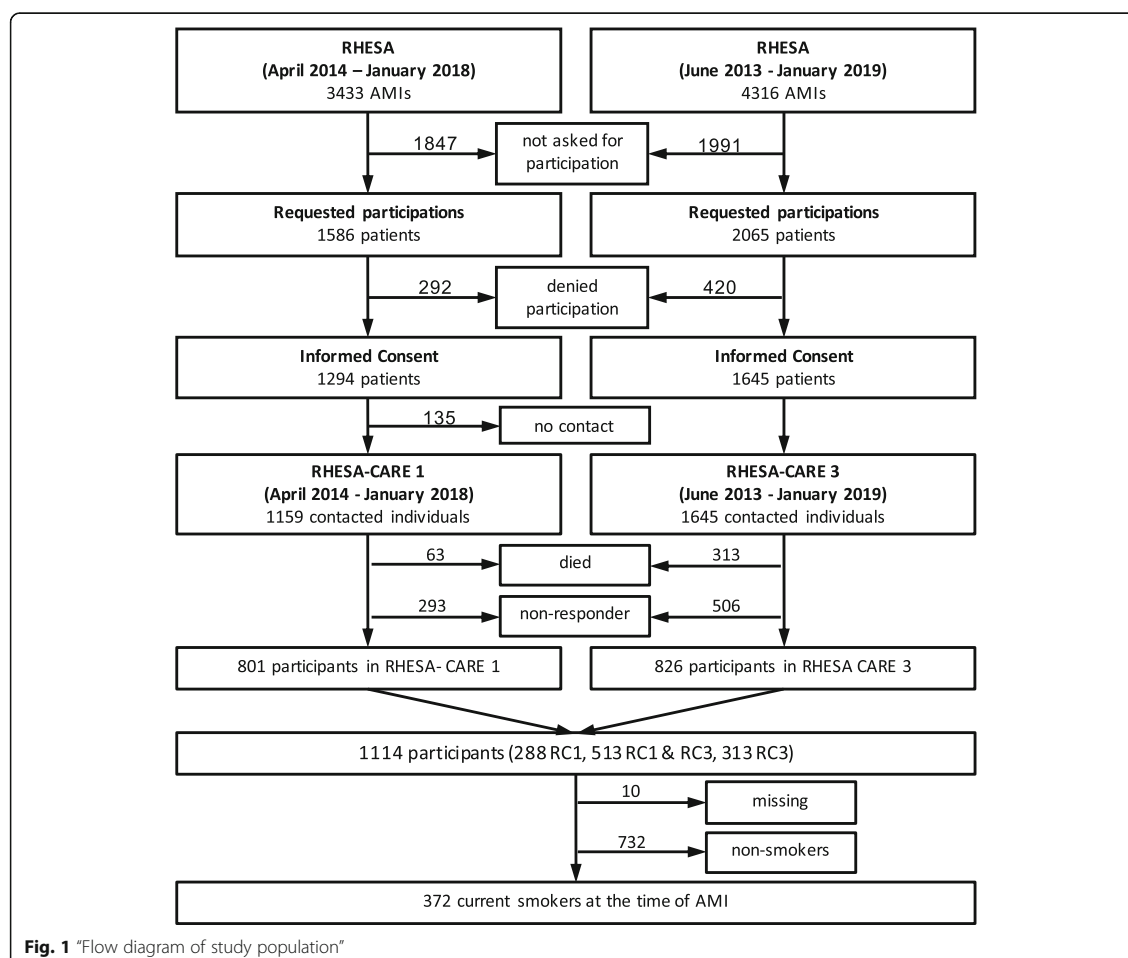 RHESA
(April 2014 – January 2018)
3433 AMIs
RHESA
(June 2013 - January 2019)
4316 AMIs
1847
not asked for
participation
1991
Requested participations
1586 patients
Requested participations
2065 patients
292
denied
participation
420
Informed Consent
1294 patients
Informed Consent
1645 patients
135
no contact
RHESA-CARE 1
(April 2014 - January 2018)
1159 contacted individuals
RHESA-CARE 3
(June 2013 - January 2019)
1645 contacted individuals
63
died
313
293
non-responder
506
801 participants in RHESA- CARE 1
826 participants in RHESA CARE 3
1114 participants (288 RC1, 513 RC1 & RC3, 313 RC3)
10
missing
732
non-smokers
372 current smokers at the time of AMI
Fig. 1 “Flow diagram of study population”